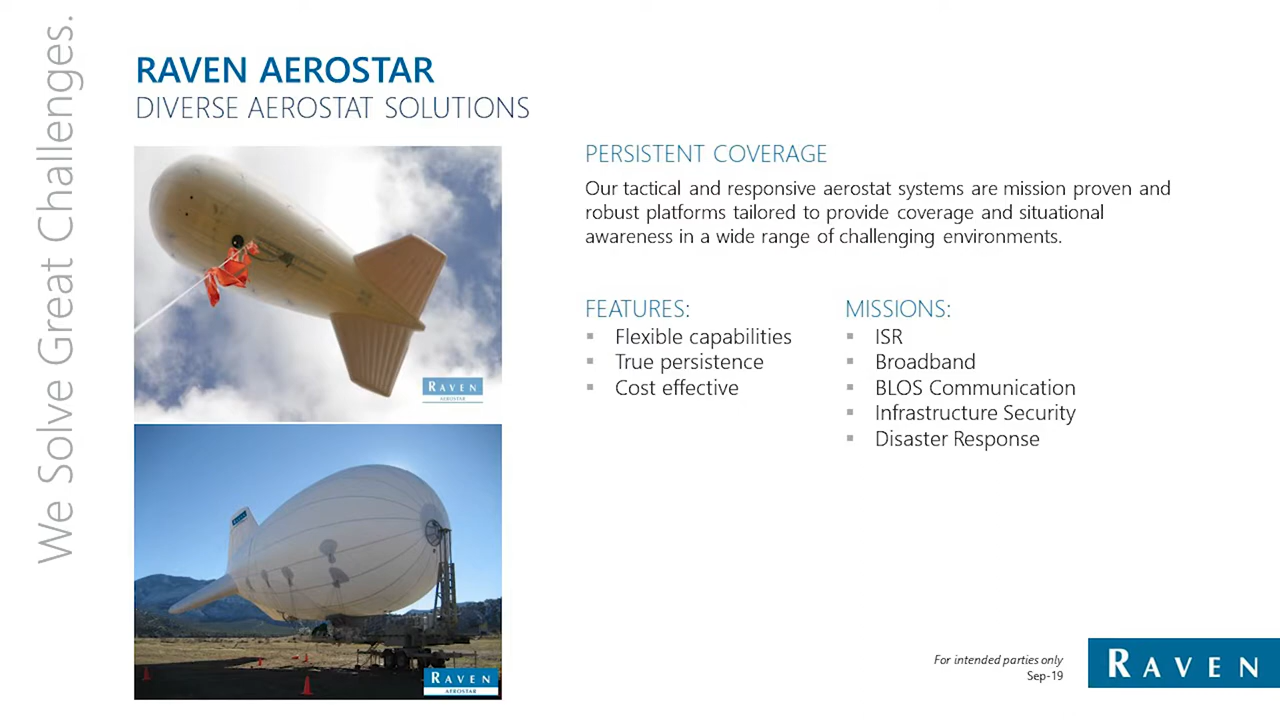 We Solve Great Challenges.
RAVEN AEROSTAR
DIVERSE AEROSTAT SOLUTIONS
PERSISTENT COVERAGE
Our tactical and responsive aerostat systems are mission proven and
robust platforms tailored to provide coverage and situational
awareness in a wide range of challenging environments.
FEATURES:
▪ Flexible capabilities
▪ True persistence
▪ Cost effective
MISSIONS:
▪ ISR
▪ Broadband
▪ BLOS Communication
▪ Infrastructure Security
▪ Disaster Response
RAVEN
AEROSTAR
RAVEN
AEROSTAR
For intended parties only
Sep-19
RAVEN